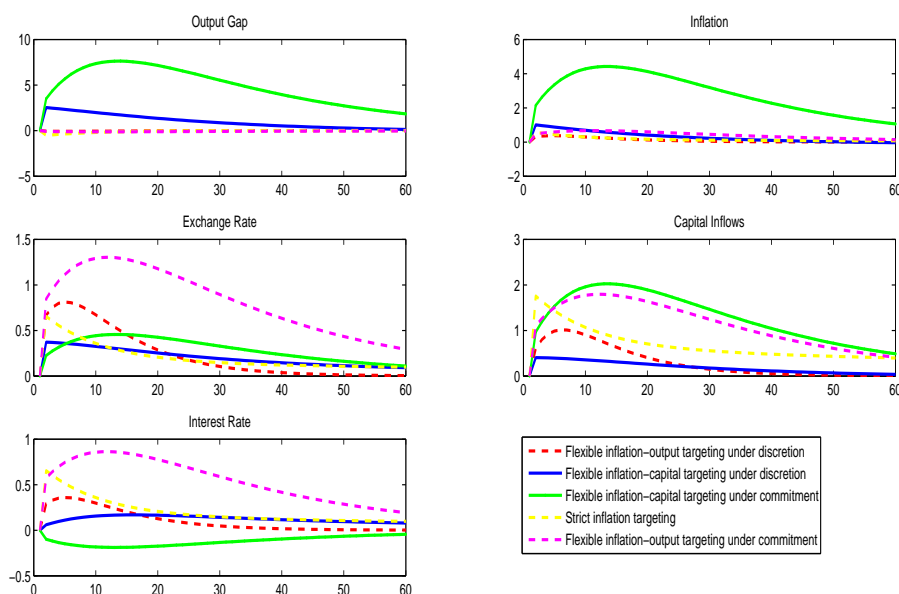 Output Gap
10
5
0
−5
0 10 20 30 40 50 60
Inflation
6
4
2
0
−2
0 10 20 30 40 50 60
Exchange Rate
1.5
1
0.5
0
0 10 20 30 40 50 60
Capital Inflows
3
2
1
0
0 10 20 30 40 50 60
Interest Rate
1
0.5
0
−0.5
0 10 20 30 40 50 60
Flexible inflation−output targeting under discretion
Flexible inflation−capital targeting under discretion
Flexible inflation−capital targeting under commitment
Strict inflation targeting
Flexible inflation−output targeting under commitment